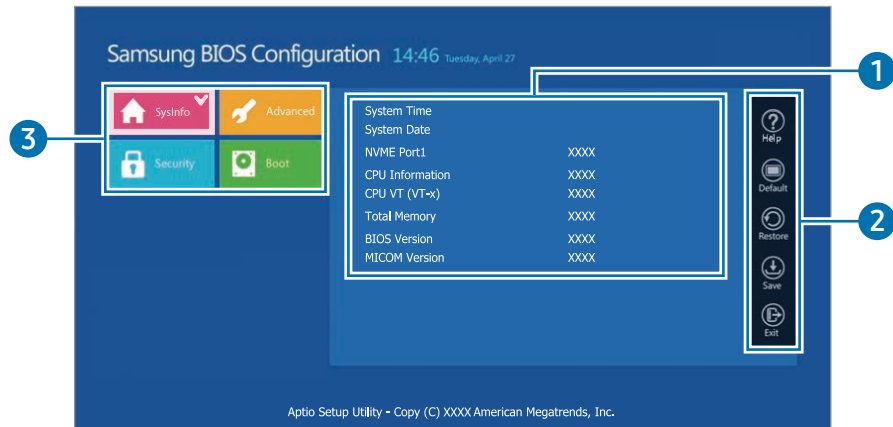 Samsung BIOS Configuration 14:46 Tuesday, April 27
1
3
SysInfo
Advanced
Security
Boot
System Time
System Date
NVME Port1 XXXX
CPU Information XXXX
CPU VT (VT-x) XXXX
Total Memory XXXX
BIOS Version XXXX
MICOM Version XXXX
Help
Default
Restore
Save
Exit
2
Aptio Setup Utility - Copy (C) XXXX American Megatrends, Inc.